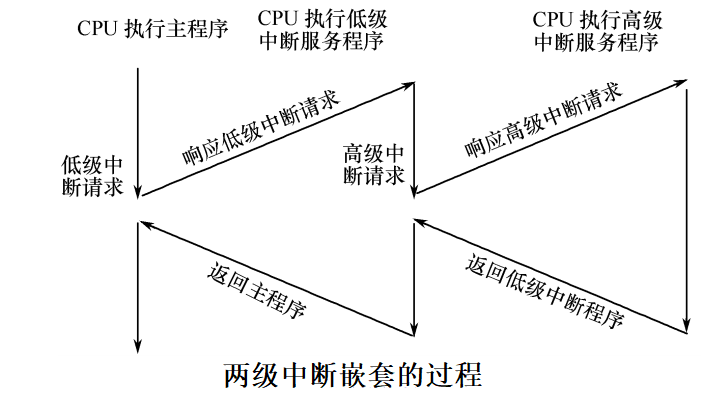 CPU 执行主程序
CPU 执行低级
中断服务程序
CPU 执行高级
中断服务程序
低级中
断请求
响应低级中断请求
高级中
断请求
响应高级中断请求
返回主程序
返回低级中断程序
两级中断嵌套的过程